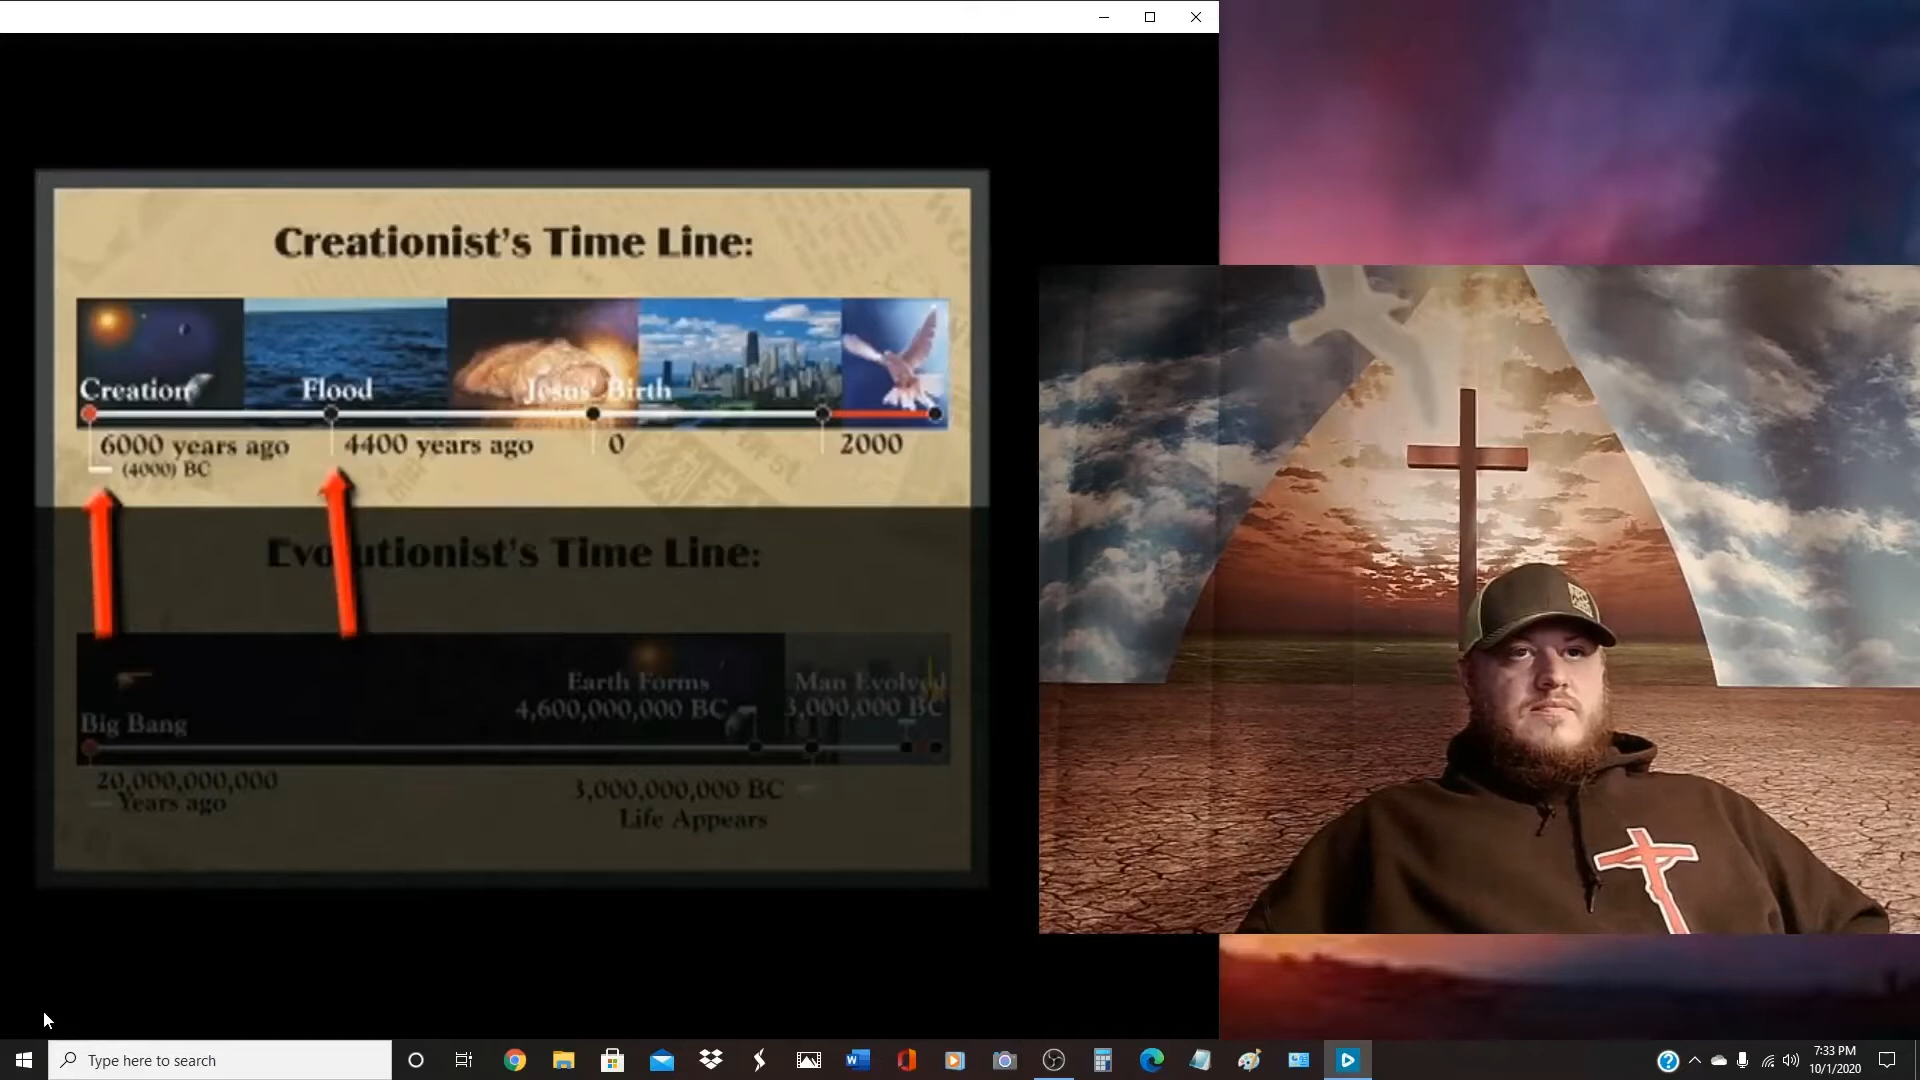 Creationist's Time Line:
Creation
Flood
Jesus' Birth
6000 years ago
4400 years ago
0
2000
(4000) BC
Evolutionist's Time Line:
Earth Forms
Man Evolved
4,600,000,000 BC
3,000,000 BC
Big Bang
20,000,000,000
Years ago
3,000,000,000 BC
Life Appears
Type here to search
7:33 PM
10/1/2020